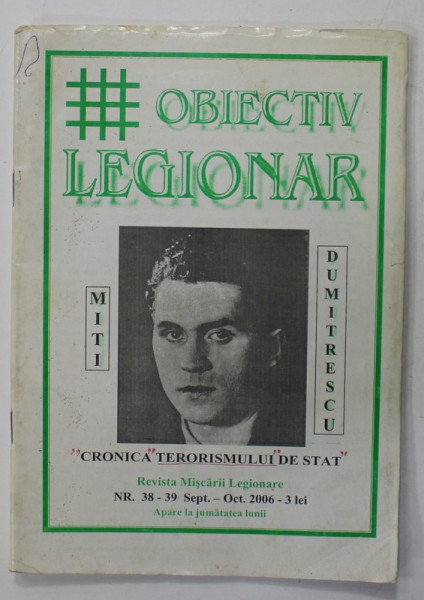 OBIECTIV
LEGIONAR
MITI
DUMITRESCU
"CRONICA "TERORISMULUI" DE STAT"
Revista Mişcării Legionare
NR. 38 - 39 Sept. – Oct. 2006 - 3 lei
Apare la jumătatea lunii